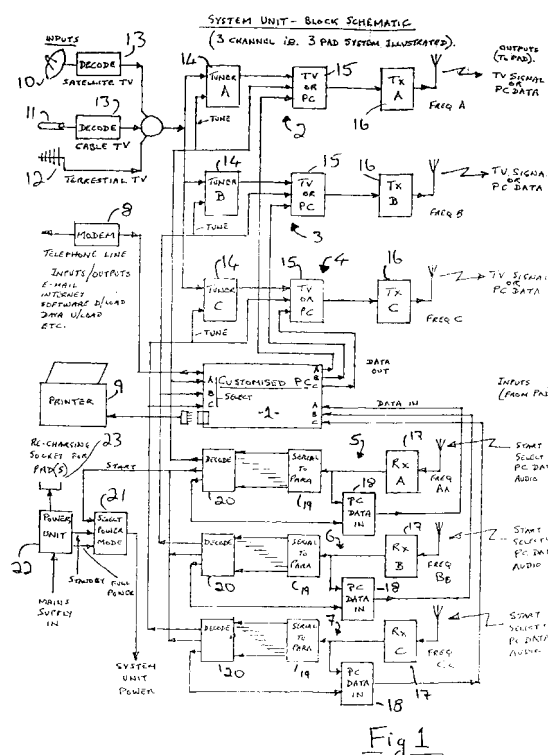 SYSTEM UNIT - BLOCK SCHEMATIC
(3 CHANNEL i.e. 3 PAD SYSTEM ILLUSTRATED).
INPUTS
10
DECODE
13
SATELLITE TV
11
DECODE
13
CABLE TV
12
TERRESTIAL TV
14
TUNER
A
TUNE
15
TV
OR
PC
2
Tx
A
16
FREQ A
OUTPUTS
(TO PAD).
TV SIGNAL
OR
PC DATA
14
TUNER
B
TUNE
15
TV
OR
PC
3
16
Tx
B
FREQ B
TV SIGNAL
OR
PC DATA
8
MODEM
TELEPHONE LINE
INPUTS/OUTPUTS
E-MAIL
INTERNET
SOFTWARE D/LOAD
DATA U/LOAD
ETC.
14
TUNER
C
TUNE
15
TV
OR
PC
4
16
Tx
C
FREQ C
TV SIGNAL
OR
PC DATA
DATA
OUT
A
B
C
CUSTOMISED PC
SELECT
-1-
A
B
C
A
B
C
DATA IN
INPUTS
(FROM PAD
PRINTER
9
RE-CHARGING
SOCKET FOR
PAD(S)
23
START
DECODE
20
SERIAL
TO
PARA
19
5
18
PC
DATA
IN
17
Rx
A
FREQ
AA
START
SELECT
PC DATA
AUDIO
POWER
UNIT
22
SELECT
POWER
MODE
21
STANDBY
FULL
POWER
MAINS
SUPPLY
IN
SYSTEM
UNIT
POWER
DECODE
20
SERIAL
TO
PARA
19
6
PC
DATA
IN
18
17
Rx
B
FREQ
BB
START
SELECT
PC DATA
AUDIO
DECODE
20
SERIAL
TO
PARA
19
7
PC
DATA
IN
18
Rx
C
17
FREQ
CC
START
SELECT
PC DATA
AUDIO
Fig 1